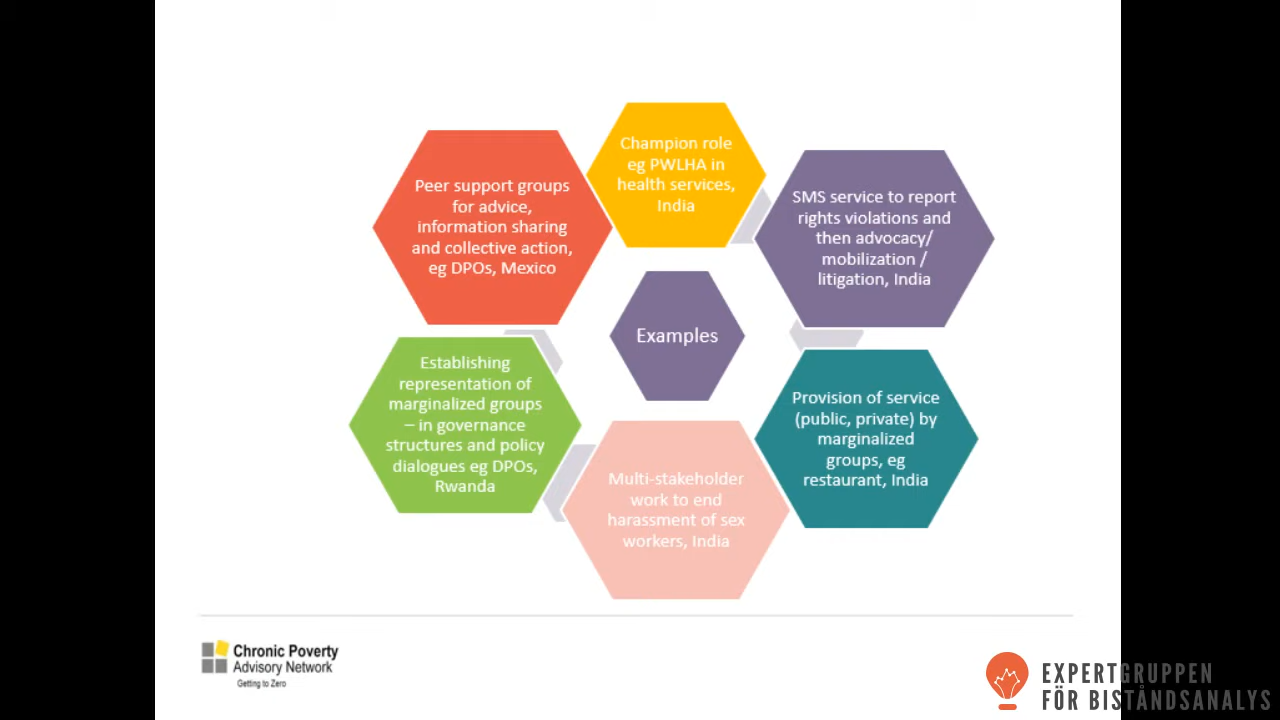 Champion role
eg PWLHA in
health services,
India
Peer support groups
for advice,
information sharing
and collective action,
eg DPOs, Mexico
SMS service to report
rights violations and
then advocacy/
mobilization /
litigation, India
Examples
Establishing
representation of
marginalized groups
– in governance
structures and policy
dialogues eg DPOs,
Rwanda
Provision of service
(public, private) by
marginalized
groups, eg
restaurant, India
Multi-stakeholder
work to end
harassment of sex
workers, India
Chronic Poverty
Advisory Network
Getting to Zero
EXPERTGRUPPEN
FÖR BISTÅNDSANALYS